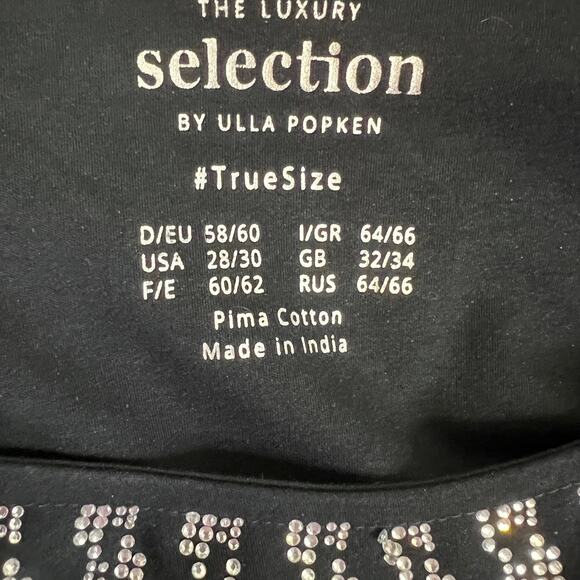 THE LUXURY
selection
BY ULLA POPKEN
#TrueSize
D/EU 58/60 I/GR 64/66
USA 28/30 GB 32/34
F/E 60/62 RUS 64/66
Pima Cotton
Made in India